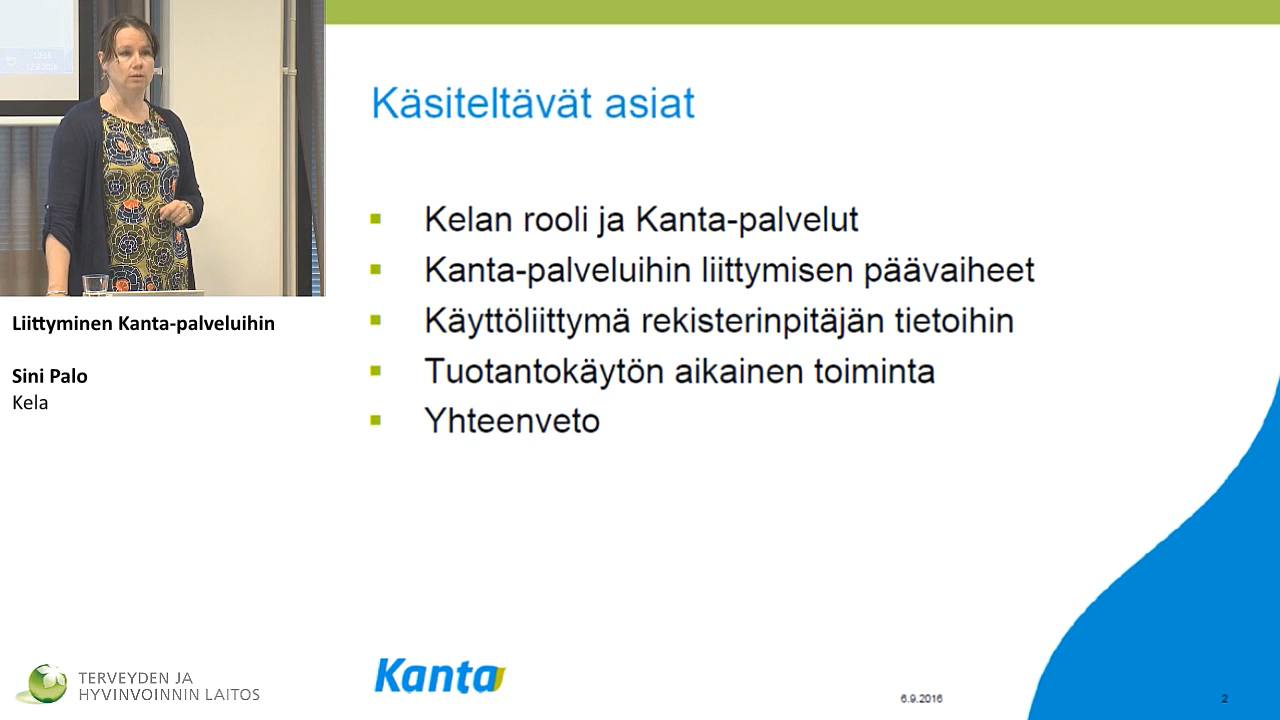 Käsiteltävät asiat
Kelan rooli ja Kanta-palvelut
Kanta-palveluihin liittymisen päävaiheet
Käyttöliittymä rekisterinpitäjän tietoihin
Tuotantokäytön aikainen toiminta
Yhteenveto
Liittyminen Kanta-palveluihin
Sini Palo
Kela
TERVEYDEN JA
HYVINVOINNIN LAITOS
Kanta
6.9.2016
2